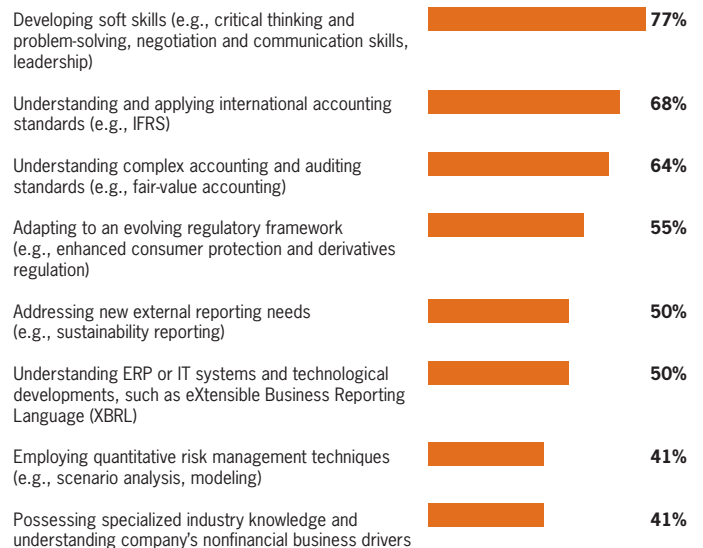 Developing soft skills (e.g., critical thinking and
problem-solving, negotiation and communication skills,
leadership)
77%
Understanding and applying international accounting
standards (e.g., IFRS)
68%
Understanding complex accounting and auditing
standards (e.g., fair-value accounting)
64%
Adapting to an evolving regulatory framework
(e.g., enhanced consumer protection and derivatives
regulation)
55%
Addressing new external reporting needs
(e.g., sustainability reporting)
50%
Understanding ERP or IT systems and technological
developments, such as eXtensible Business Reporting
Language (XBRL)
50%
Employing quantitative risk management techniques
(e.g., scenario analysis, modeling)
41%
Possessing specialized industry knowledge and
understanding company's nonfinancial business drivers
41%